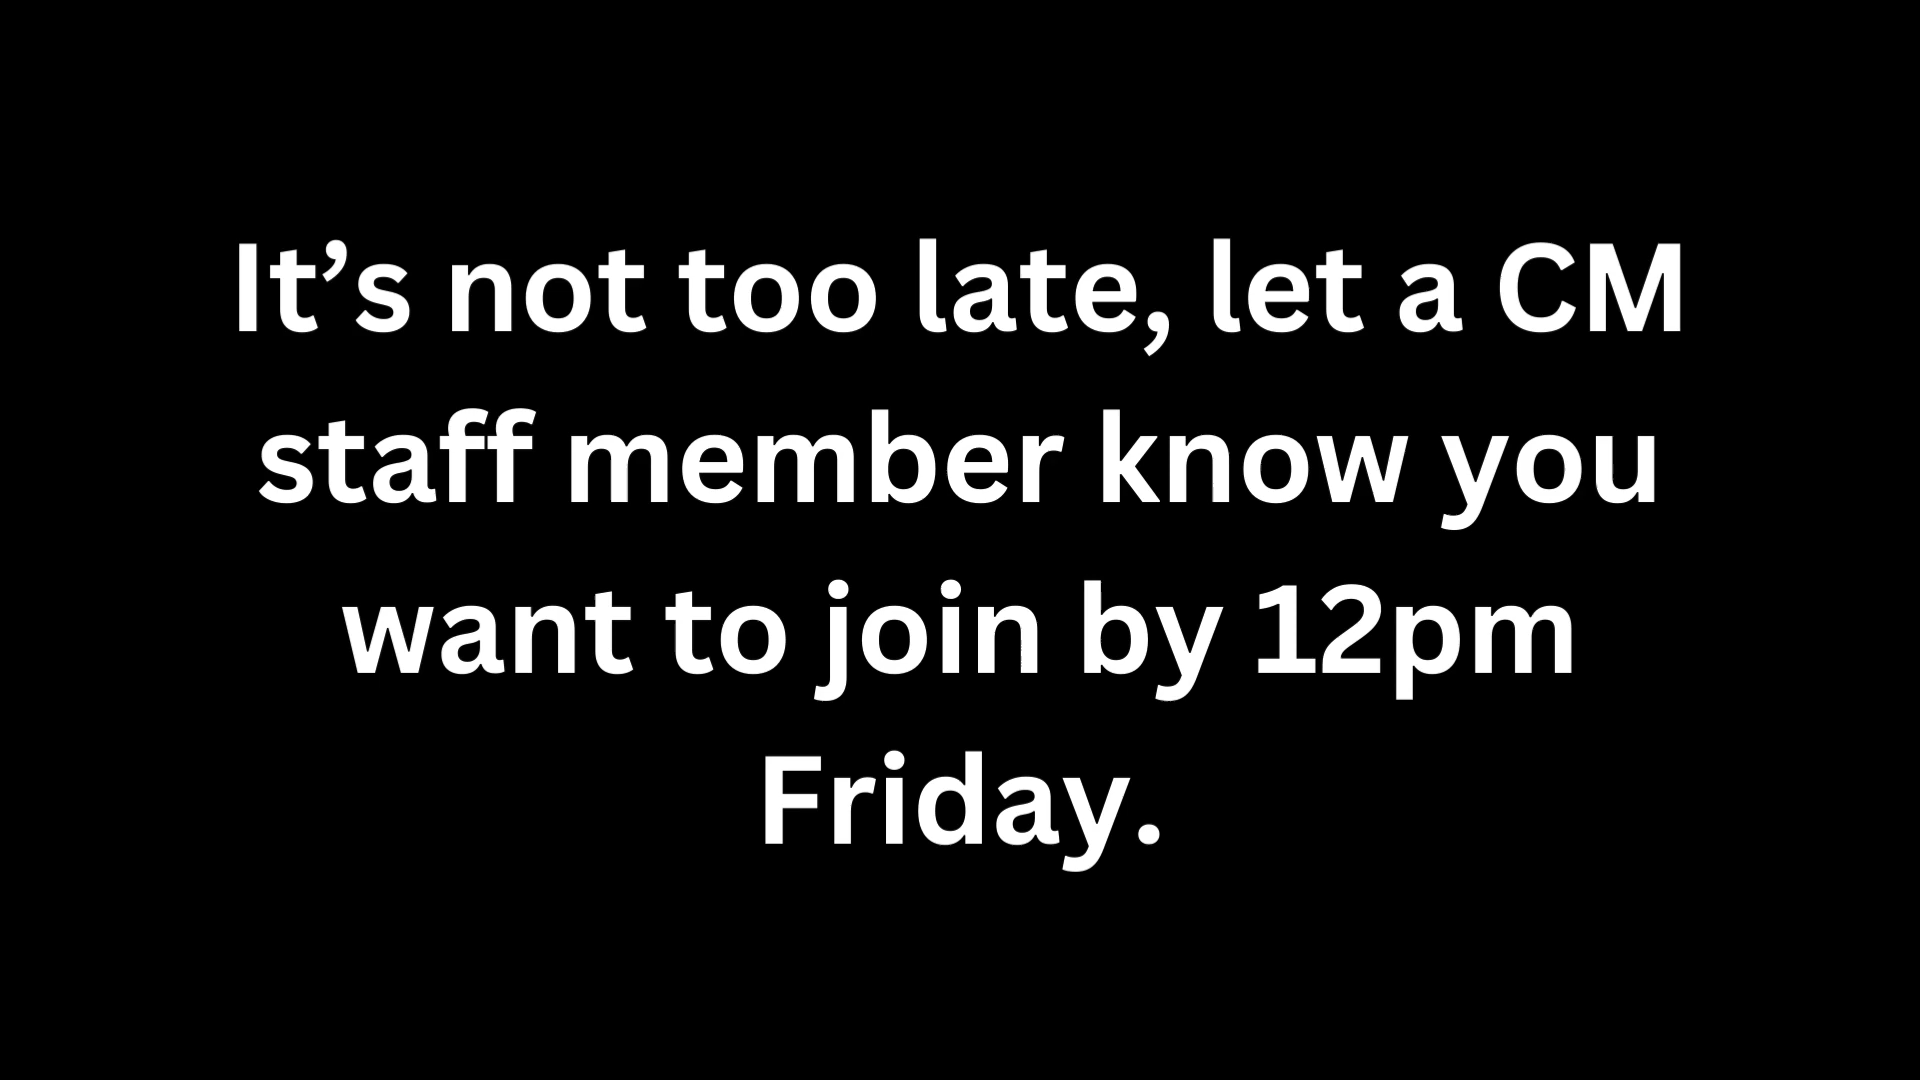 It’s not too late, let a CM
staff member know you
want to join by 12pm
Friday.